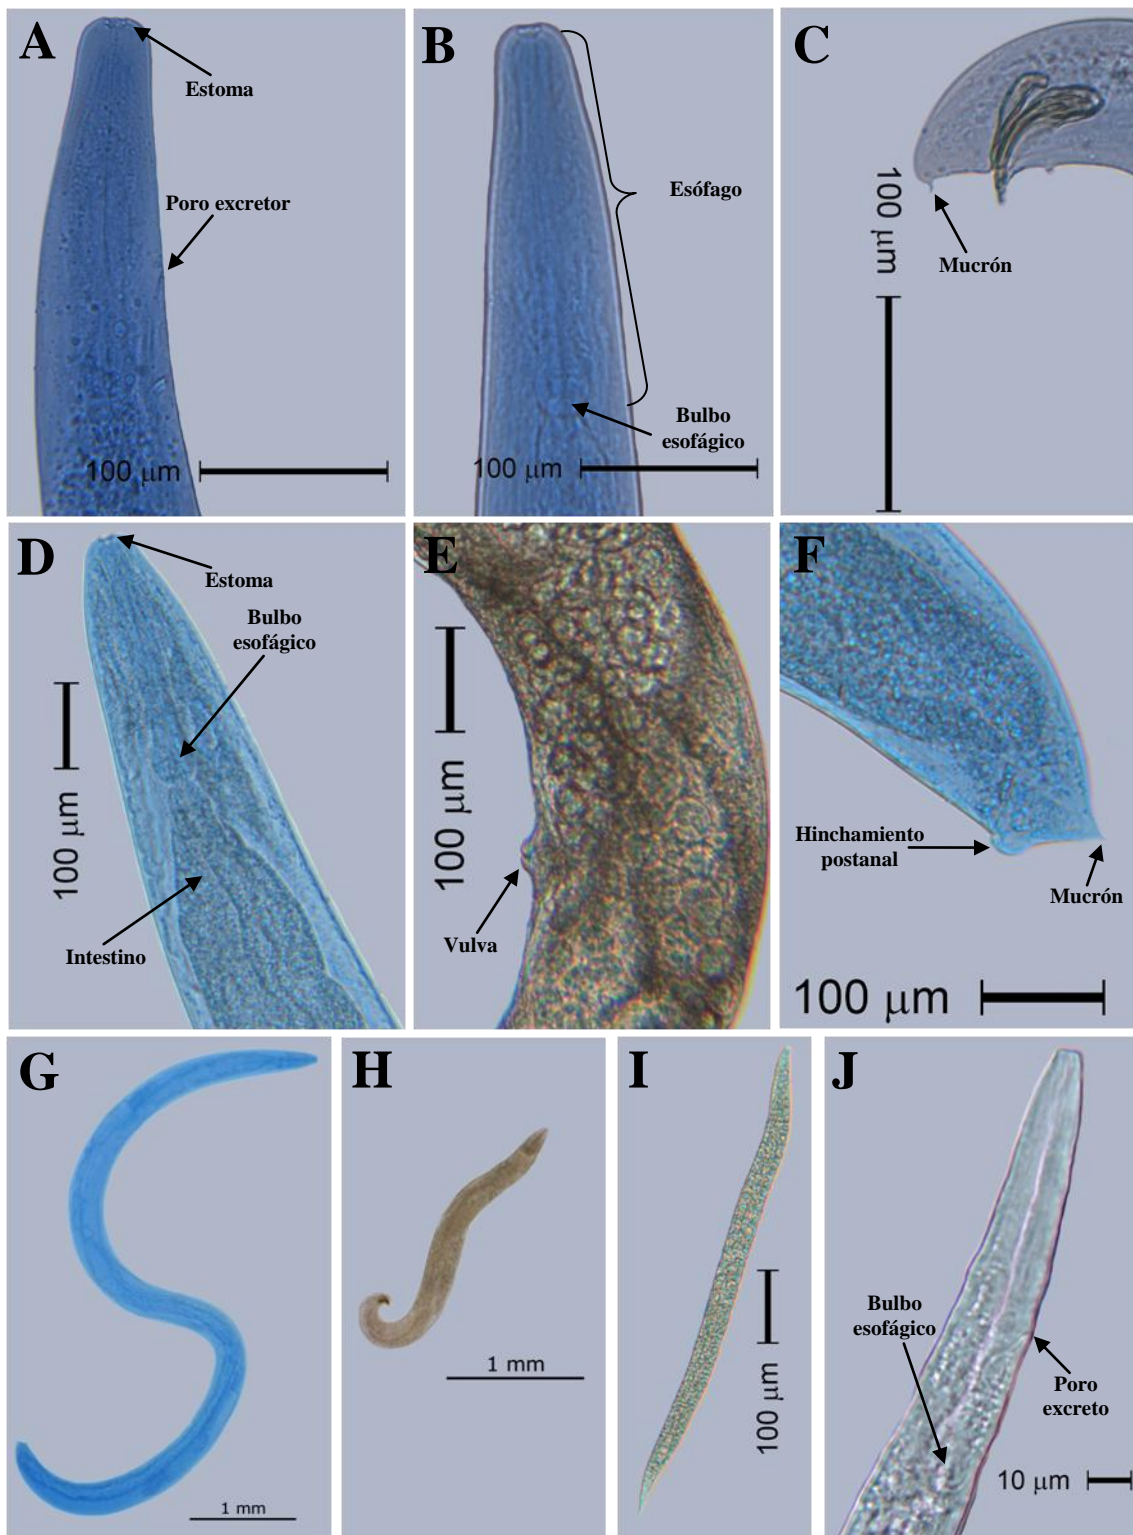 A
Estoma
Poro excretor
100 µm
B
Esófago
Bulbo
esofágico
100 µm
C
100 µm
Mucrón
D
Estoma
Bulbo
esofágico
100 µm
Intestino
E
100 µm
Vulva
F
Hinchamiento
postanal
Mucrón
100 µm
G
1 mm
H
1 mm
I
100 µm
J
Bulbo
esofágico
Poro
excreto
10 µm